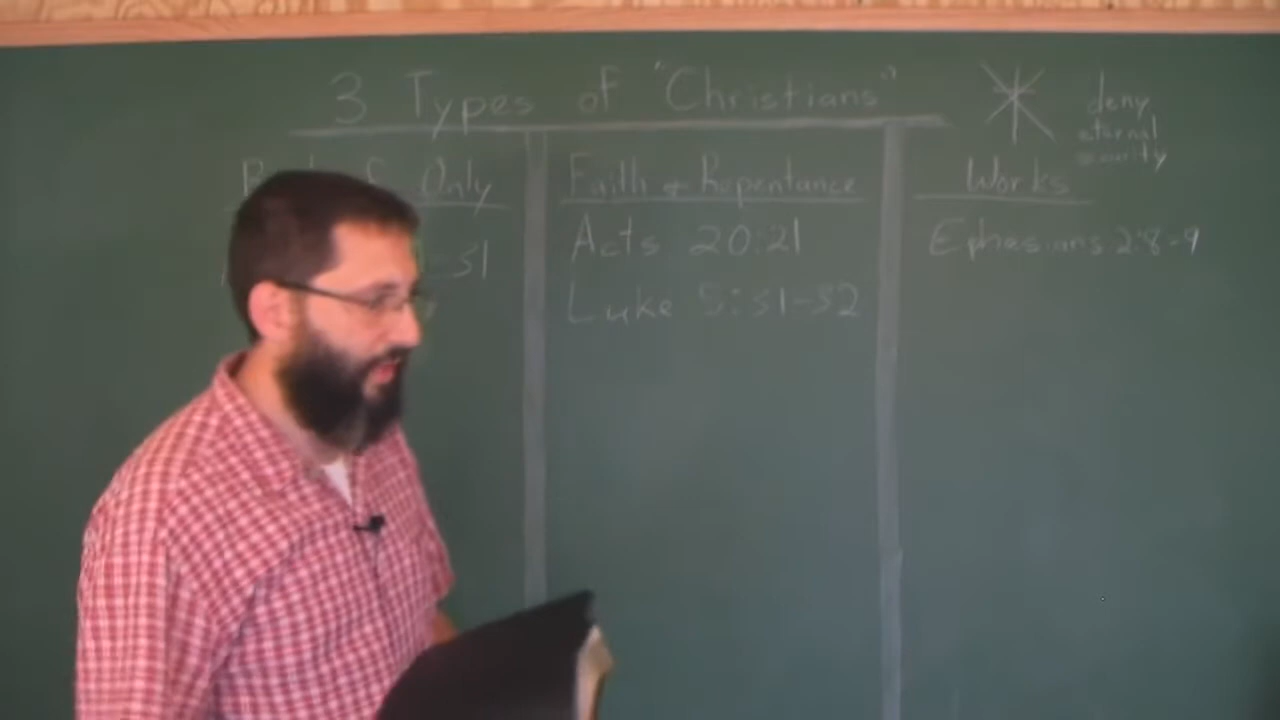 3 Types of "Christians"
deny
eternal
security
Only
Faith & Repentance
Works
31
Acts 20:21
Ephesians 2:8-9
Luke 5:31-32